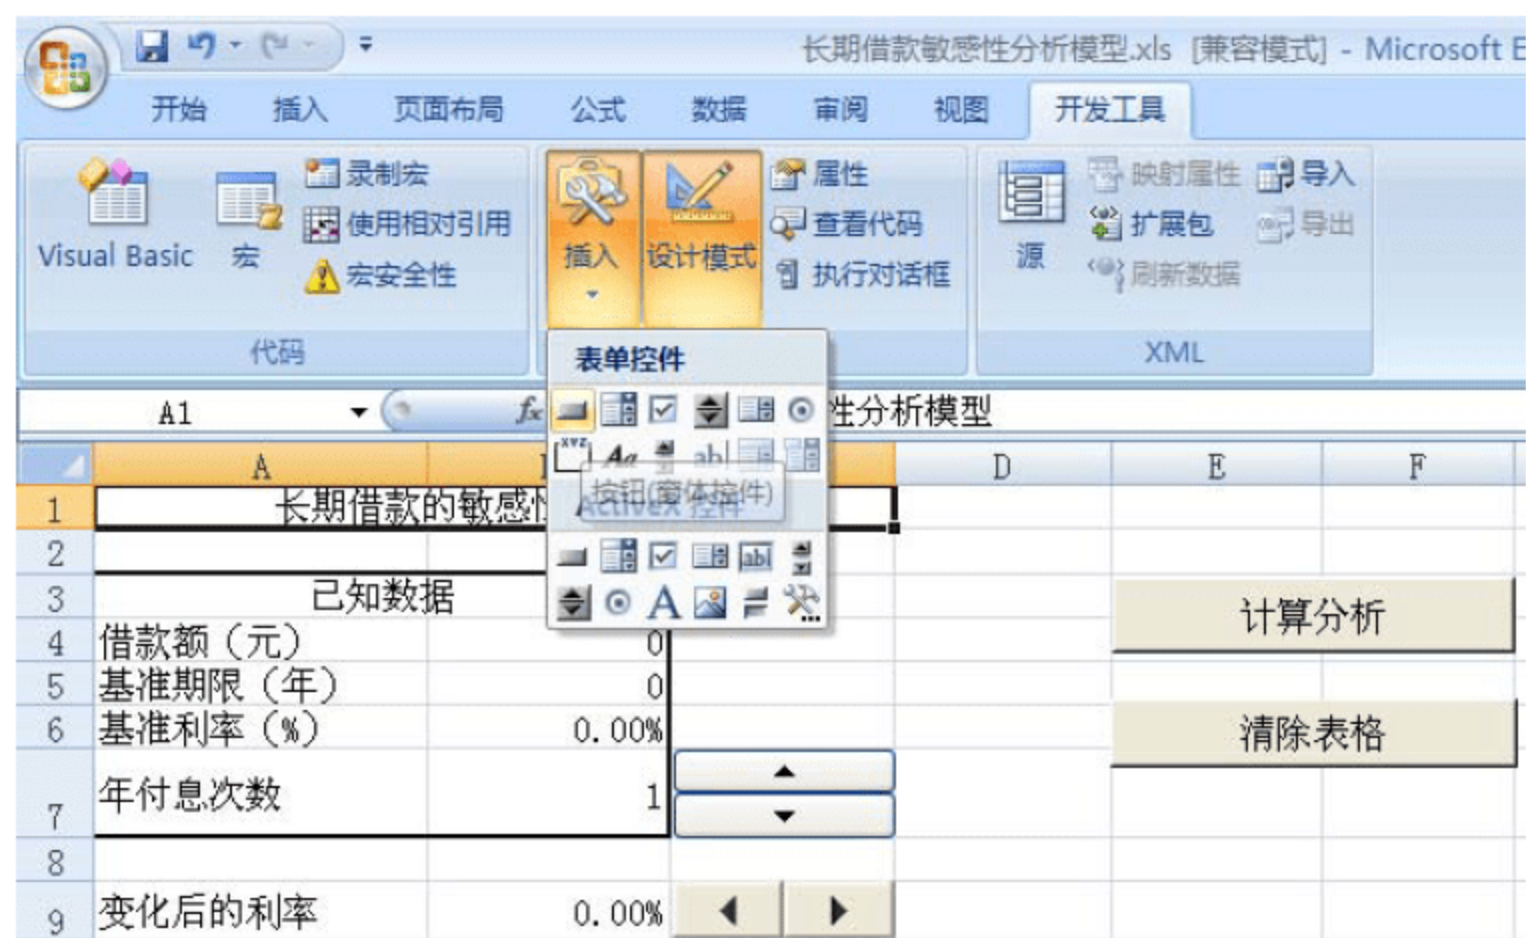 长期借款敏感性分析模型.xls [兼容模式] - Microsoft E
开始 插入 页面布局 公式 数据 审阅 视图 开发工具
Visual Basic
宏
录制宏
使用相对引用
宏安全性
代码
插入
设计模式
属性
查看代码
执行对话框
源
映射属性
扩展包
刷新数据
导入
导出
XML
表单控件
XYZ Aa ab|
按钮(窗体控件)
ActiveX 控件
abl
A
A1 fx 性分析模型
A D E F
1 长期借款的敏感性
2
3 已知数据
4 借款额（元） 0
5 基准期限（年） 0
6 基准利率（%） 0.00%
7 年付息次数 1
8
9 变化后的利率 0.00%
计算分析
清除表格